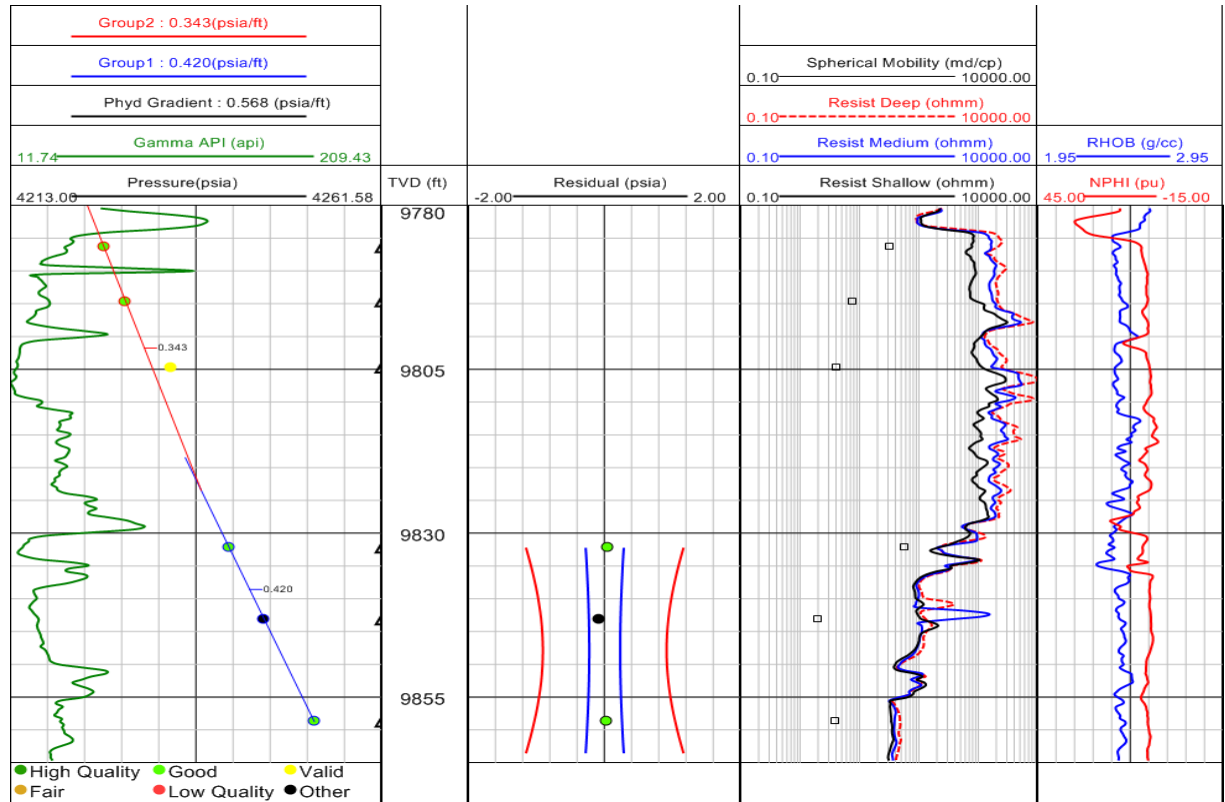 Group2 : 0.343(psia/ft)
Group1 : 0.420(psia/ft)
Phyd Gradient : 0.568 (psia/ft)
Gamma API (api)
11.74 209.43
Pressure(psia)
4213.00 4261.58
TVD (ft)
Residual (psia)
-2.00 2.00
Spherical Mobility (md/cp)
0.10 10000.00
Resist Deep (ohmm)
0.10 10000.00
Resist Medium (ohmm)
0.10 10000.00
Resist Shallow (ohmm)
0.10 10000.00
RHOB (g/cc)
1.95 2.95
NPHI (pu)
45.00 -15.00
9780
0.343
9805
9830
0.420
9855
High Quality Good Valid
Fair Low Quality Other